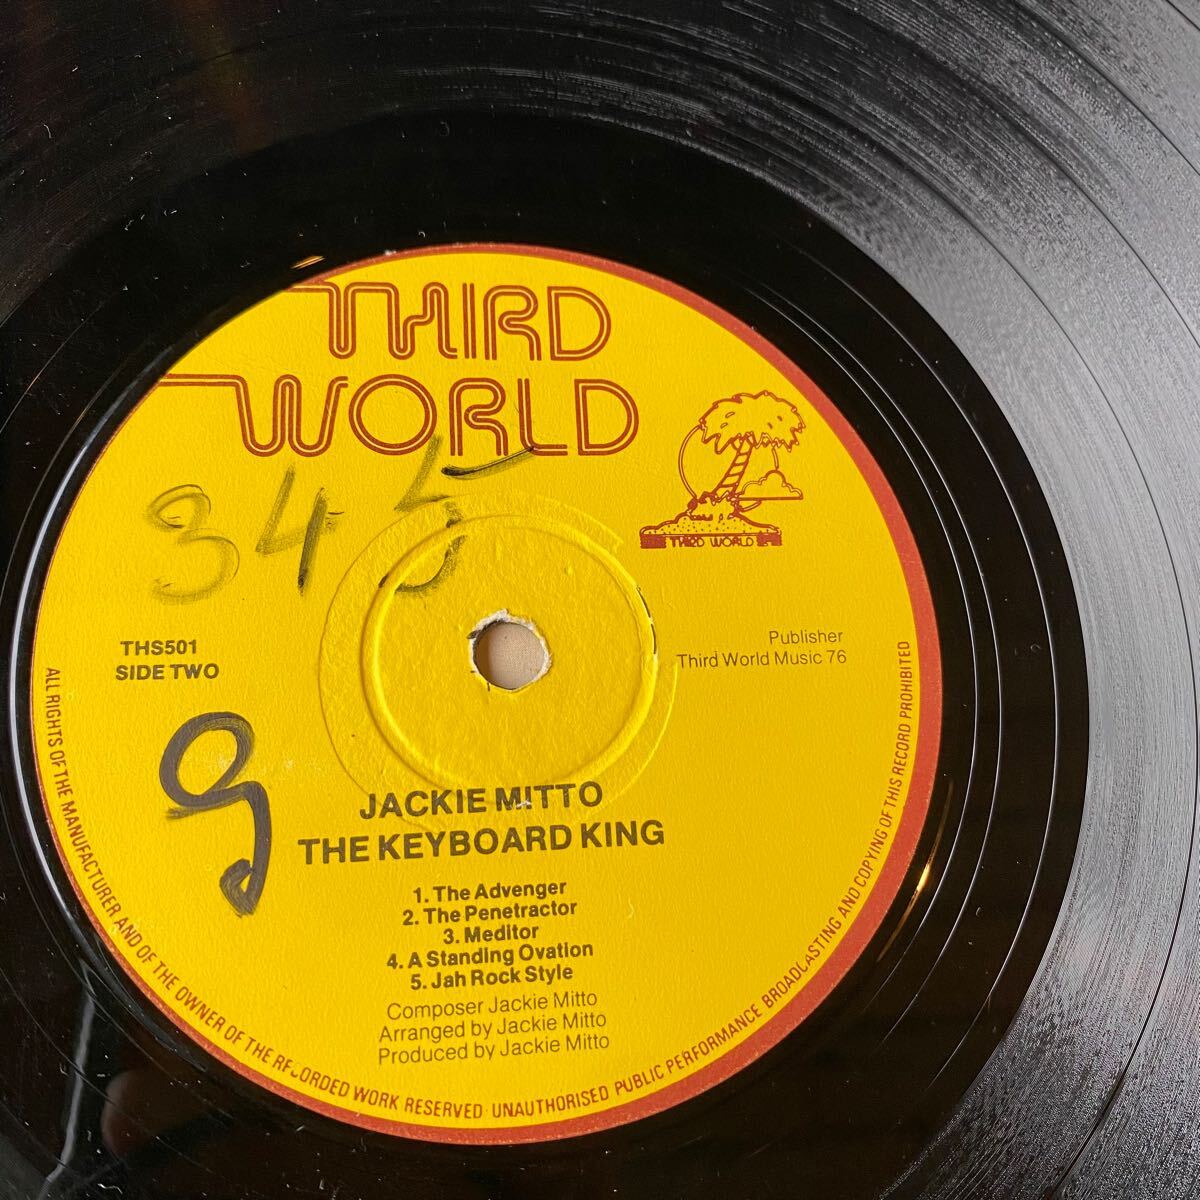 THIRD
WORLD
345
THIRD WORLD
THS501
SIDE TWO
Publisher
Third World Music 76
9
JACKIE MITTO
THE KEYBOARD KING
1. The Advenger
2. The Penetractor
3. Meditor
4. A Standing Ovation
5. Jah Rock Style
Composer Jackie Mitto
Arranged by Jackie Mitto
Produced by Jackie Mitto
ALL RIGHTS OF THE MANUFACTURER AND OF THE OWNER OF THE RECORDED WORK RESERVED · UNAUTHORISED PUBLIC PERFORMANCE BROADCASTING AND COPYING OF THIS RECORD PROHIBITED